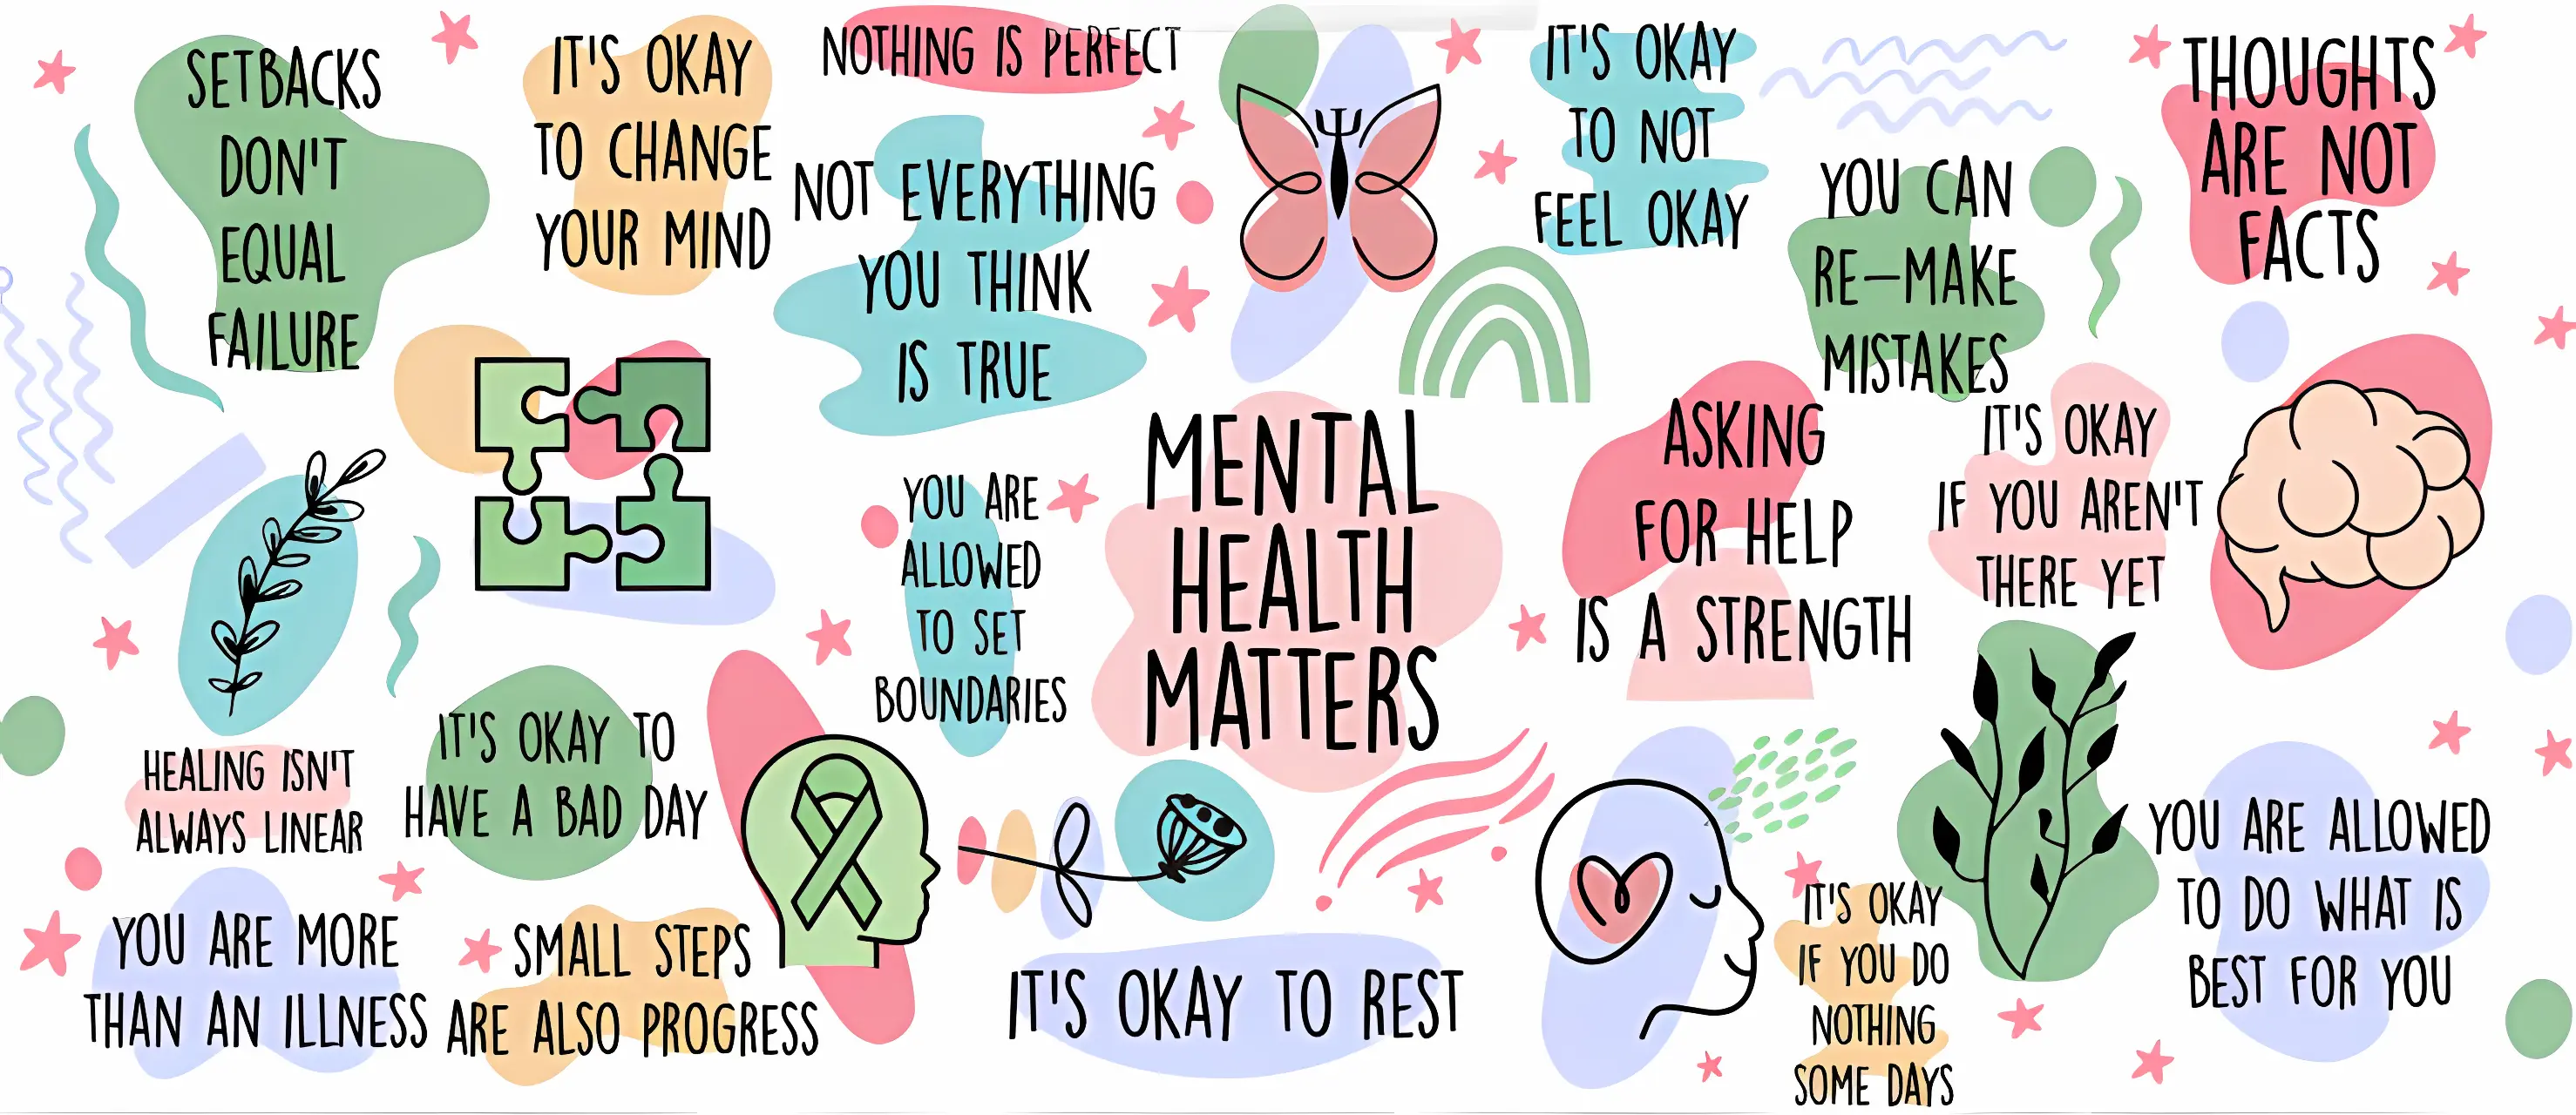 SETBACKS
DON'T
EQUAL
FAILURE
IT'S OKAY
TO CHANGE
YOUR MIND
NOTHING IS PERFECT
NOT EVERYTHING
YOU THINK
IS TRUE
Ψ
IT'S OKAY
TO NOT
FEEL OKAY
YOU CAN
RE-MAKE
MISTAKES
THOUGHTS
ARE NOT
FACTS
YOU ARE
ALLOWED
TO SET
BOUNDARIES
MENTAL
HEALTH
MATTERS
ASKING
FOR HELP
IS A STRENGTH
IT'S OKAY
IF YOU AREN'T
THERE YET
HEALING ISN'T
ALWAYS LINEAR
IT'S OKAY TO
HAVE A BAD DAY
YOU ARE MORE
THAN AN ILLNESS
SMALL STEPS
ARE ALSO PROGRESS
IT'S OKAY TO REST
IT'S OKAY
IF YOU DO
NOTHING
SOME DAYS
YOU ARE ALLOWED
TO DO WHAT IS
BEST FOR YOU